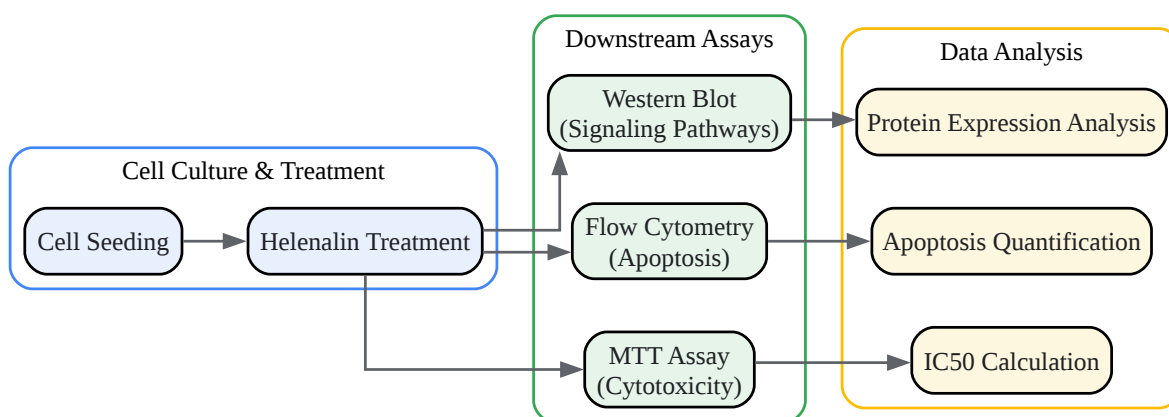 Cell Culture & Treatment
Cell Seeding
Helenalin Treatment
Downstream Assays
Western Blot
(Signaling Pathways)
Flow Cytometry
(Apoptosis)
MTT Assay
(Cytotoxicity)
Data Analysis
Protein Expression Analysis
Apoptosis Quantification
IC50 Calculation